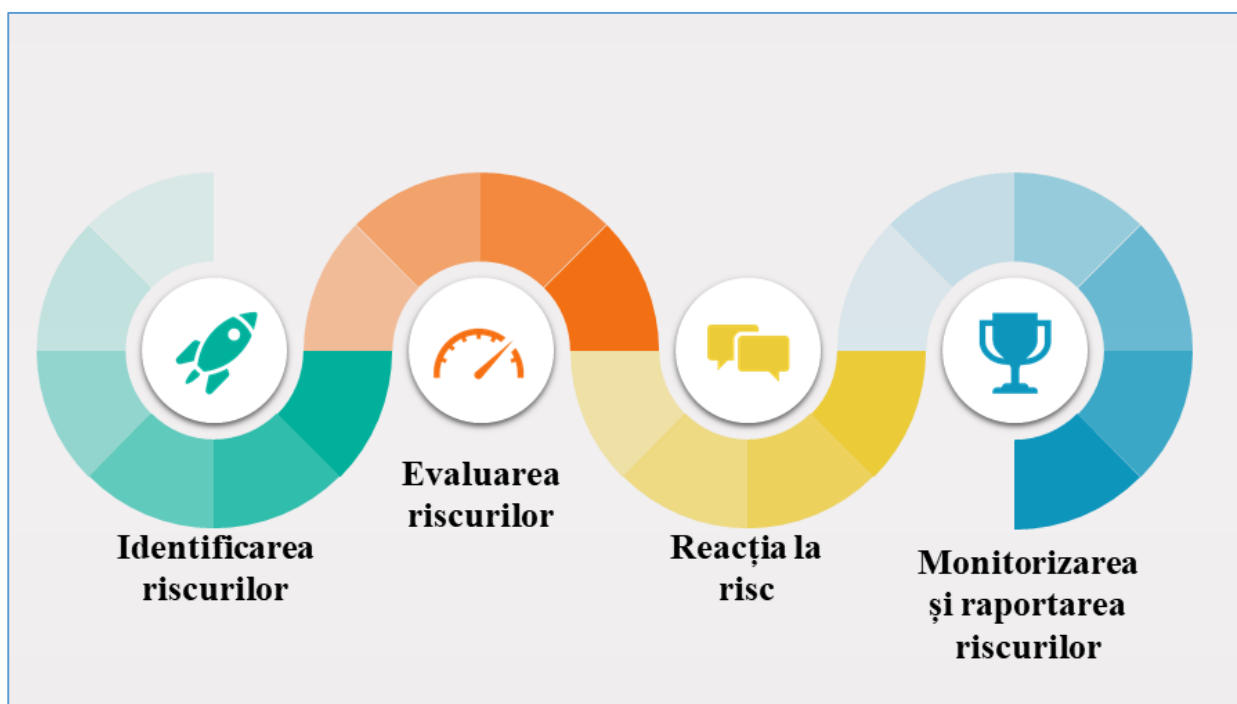 Identificarea
riscurilor
Evaluarea
riscurilor
Reacția la
risc
Monitorizarea
și raportarea
riscurilor